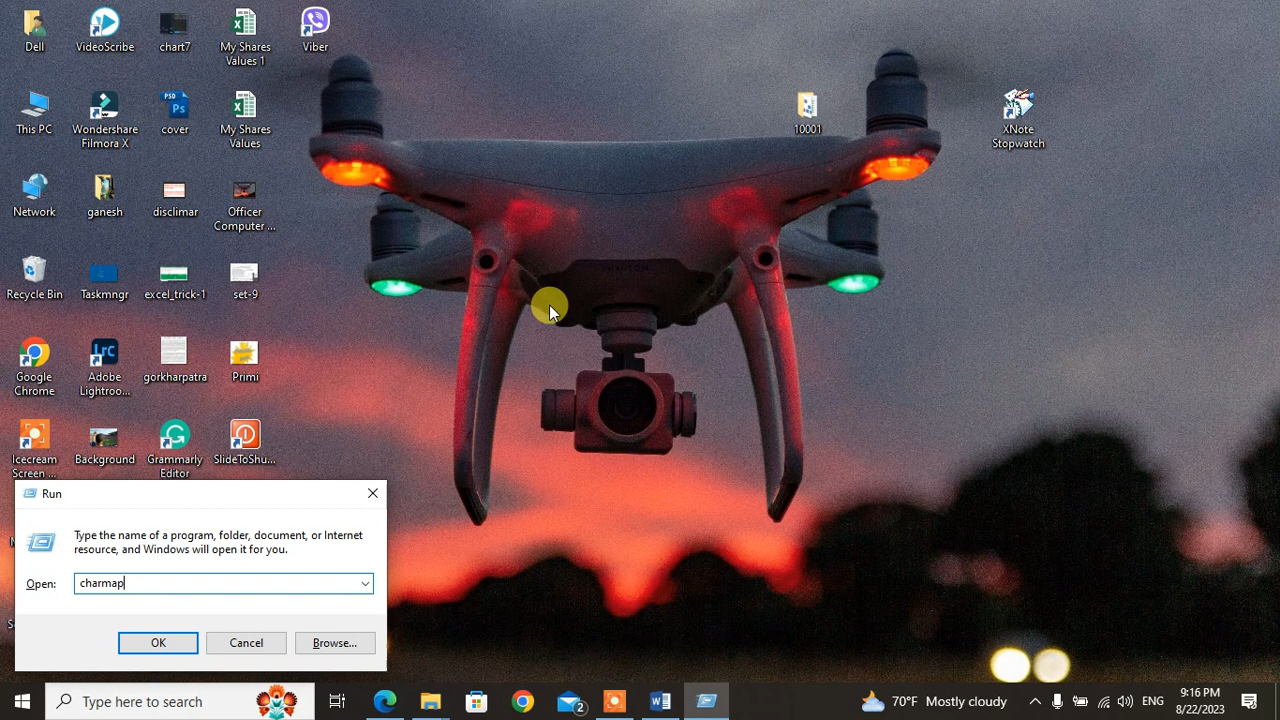 Dell
VideoScribe
chart7
My Shares
Values 1
Viber
This PC
Wondershare
Filmora X
cover
My Shares
Values
10001
XNote
Stopwatch
Network
ganesh
disclimar
Officer
Computer ...
Recycle Bin
Taskmngr
excel_trick-1
set-9
Google
Chrome
Adobe
Lightroo...
gorkharpatra
Primi
Icecream
Screen ...
Background
Grammarly
Editor
SlideToShu...
Run
Type the name of a program, folder, document, or Internet
resource, and Windows will open it for you.
Open:
charmap
OK
Cancel
Browse...
Type here to search
2
70°F Mostly cloudy
ENG
9:16 PM
8/22/2023